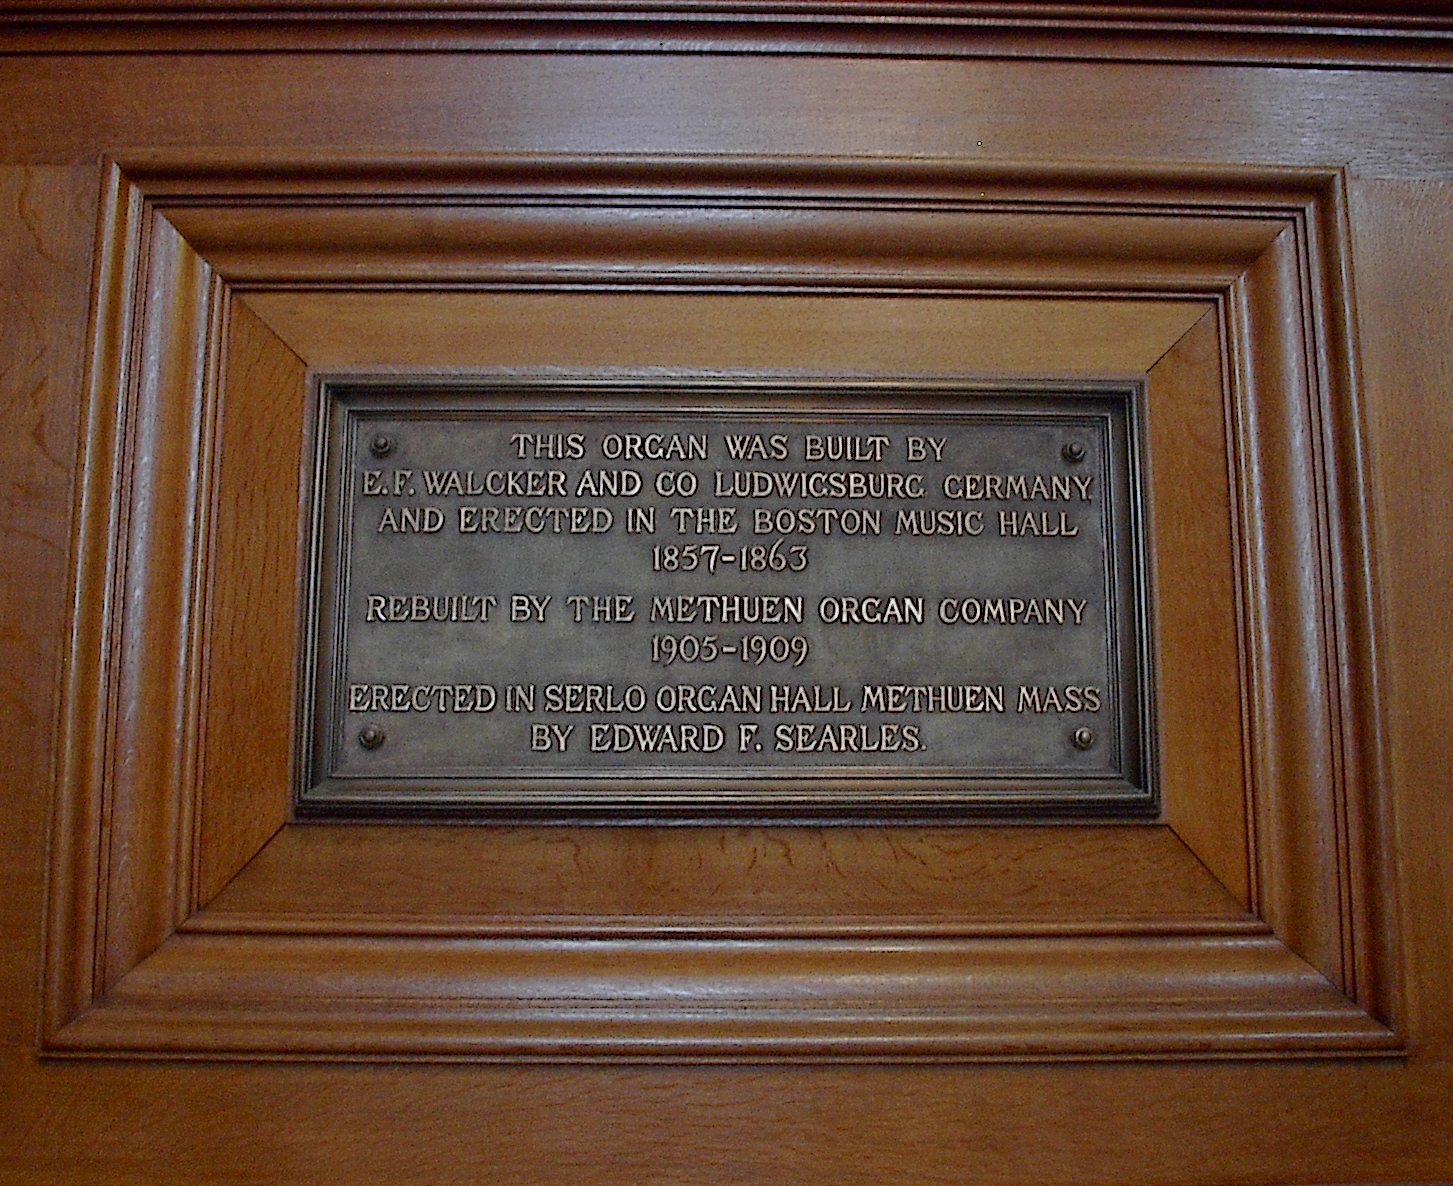 THIS ORGAN WAS BUILT BY
E. F. WALCKER AND CO LUDWIGSBURG GERMANY
AND ERECTED IN THE BOSTON MUSIC HALL
1857-1863
REBUILT BY THE METHUEN ORGAN COMPANY
1905-1909
ERECTED IN SERLO ORGAN HALL METHUEN MASS
BY EDWARD F. SEARLES.